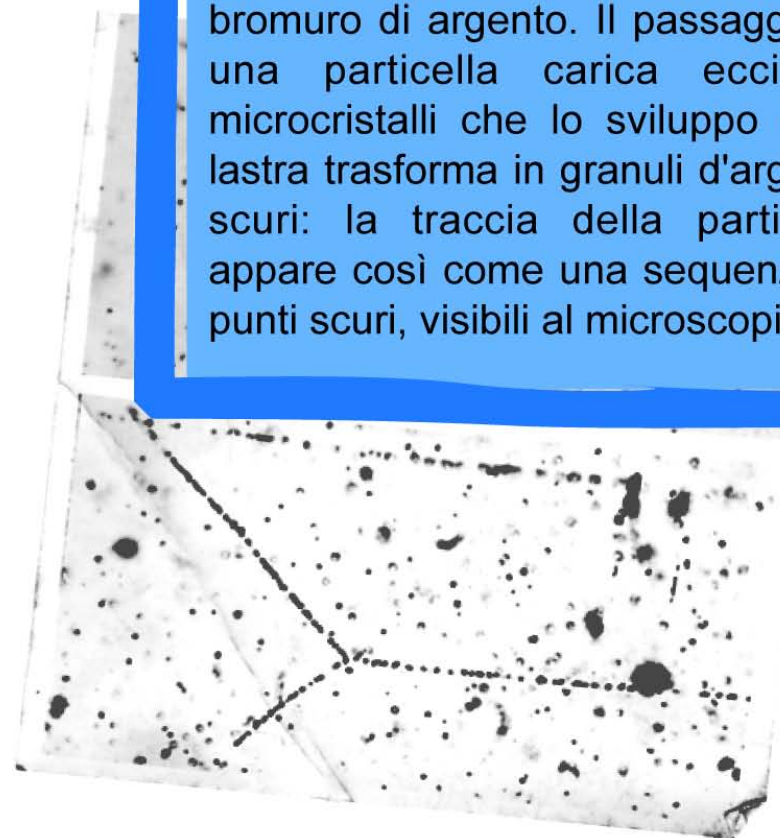 bromuro di argento. Il passagg
una particella carica ecci
microcristalli che lo sviluppo
lastra trasforma in granuli d'arg
scuri: la traccia della parti
appare così come una sequen
punti scuri, visibili al microscopi